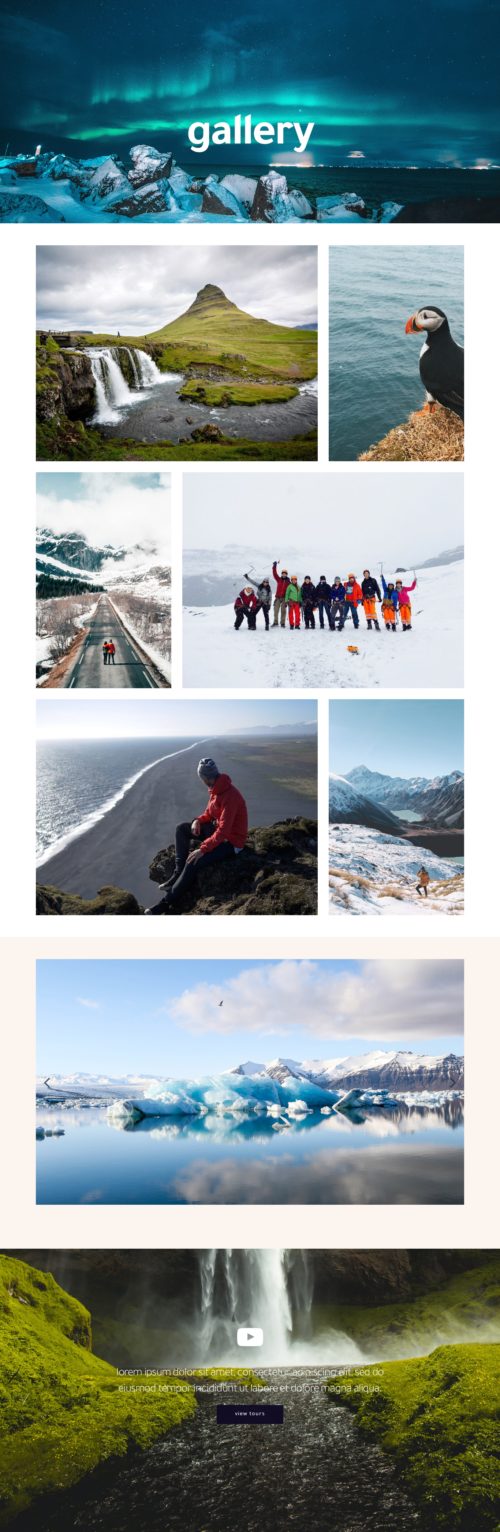 gallery
lorem ipsum dolor sit amet, consectetur adipiscing elit, sed do
eiusmod tempor incididunt ut labore et dolore magna aliqua.
view tours